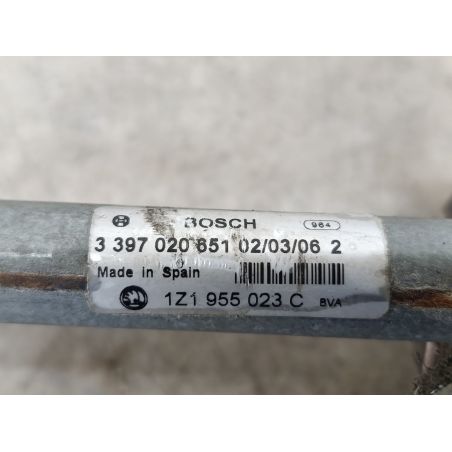 BOSCH 964
3 397 020 651 02/03/06 2
Made in Spain
1Z1 955 023 C BVA